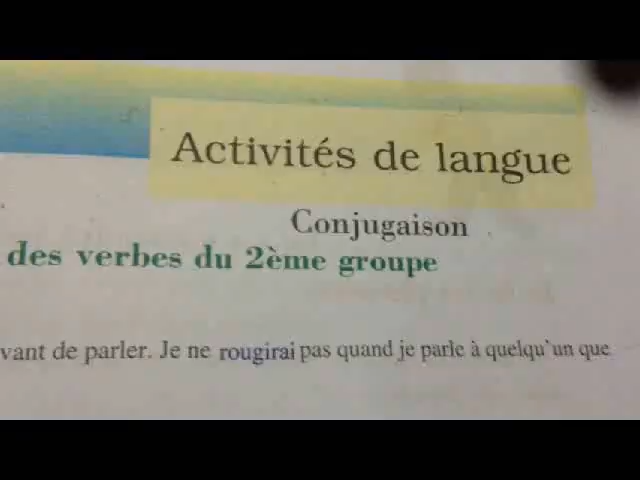 Activités de langue
Conjugaison
des verbes du 2ème groupe
vant de parler. Je ne rougirai pas quand je parle à quelqu'un que